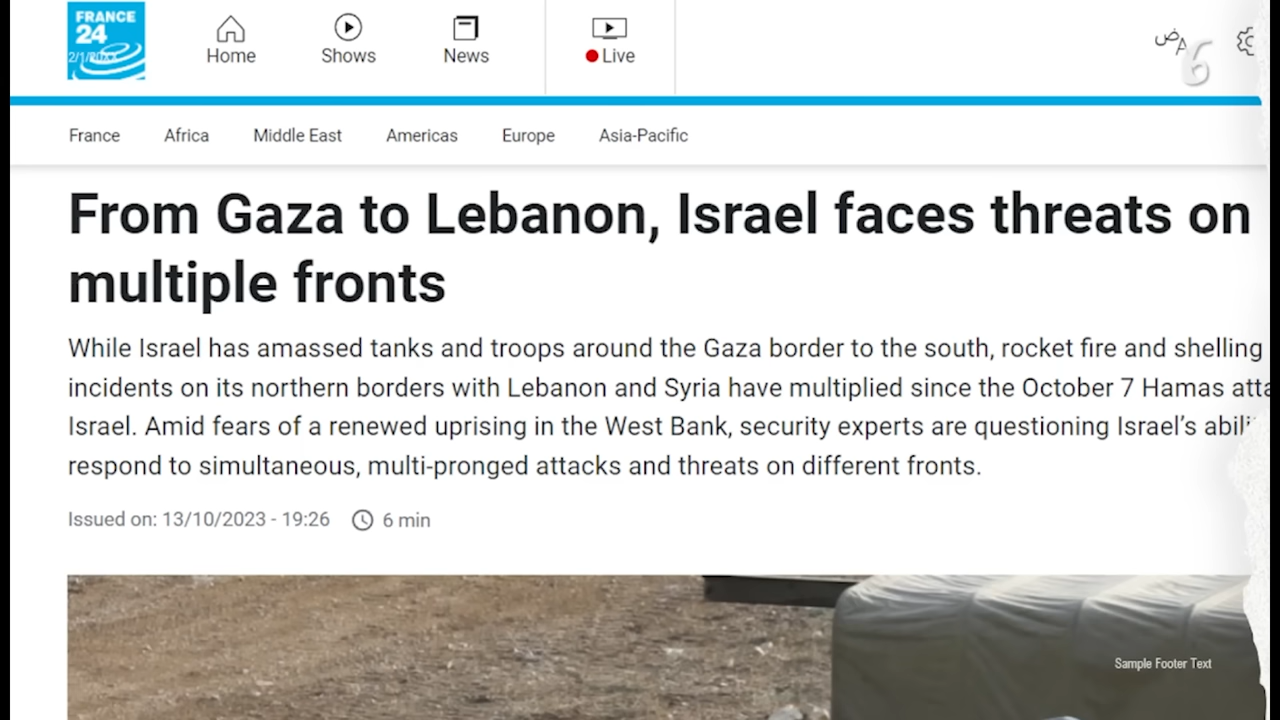 FRANCE
24
Home
Shows
News
Live
6
France
Africa
Middle East
Americas
Europe
Asia-Pacific
From Gaza to Lebanon, Israel faces threats on
multiple fronts
While Israel has amassed tanks and troops around the Gaza border to the south, rocket fire and shelling
incidents on its northern borders with Lebanon and Syria have multiplied since the October 7 Hamas
Israel. Amid fears of a renewed uprising in the West Bank, security experts are questioning Israel's
respond to simultaneous, multi-pronged attacks and threats on different fronts.
Issued on: 13/10/2023 - 19:26
6 min
Sample Footer Text